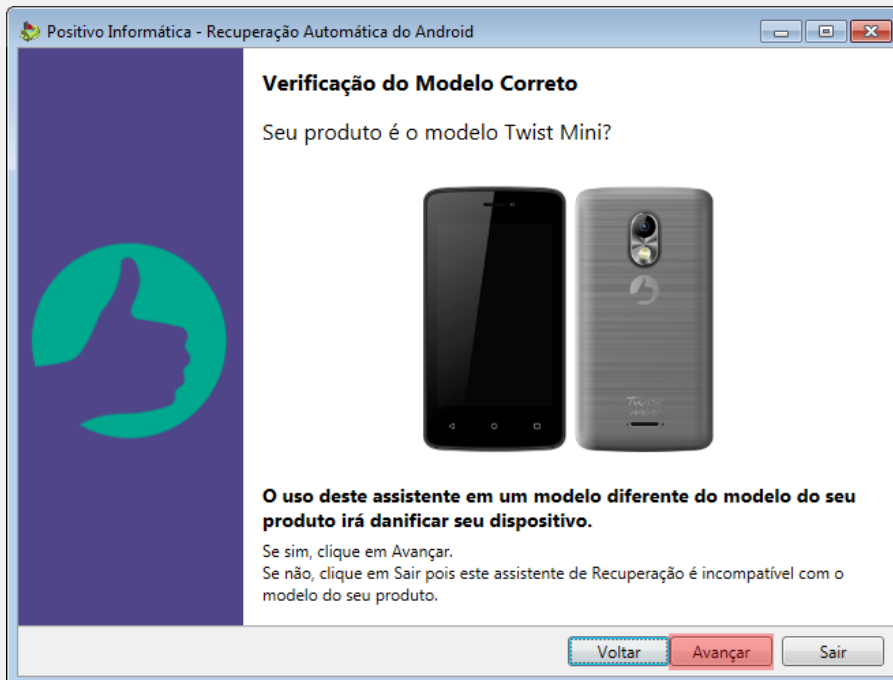 Positivo Informática - Recuperação Automática do Android
Verificação do Modelo Correto
Seu produto é o modelo Twist Mini?
Twist
Mini
O uso deste assistente em um modelo diferente do modelo do seu
produto irá danificar seu dispositivo.
Se sim, clique em Avançar.
Se não, clique em Sair pois este assistente de Recuperação é incompatível com o
modelo do seu produto.
Voltar
Avançar
Sair